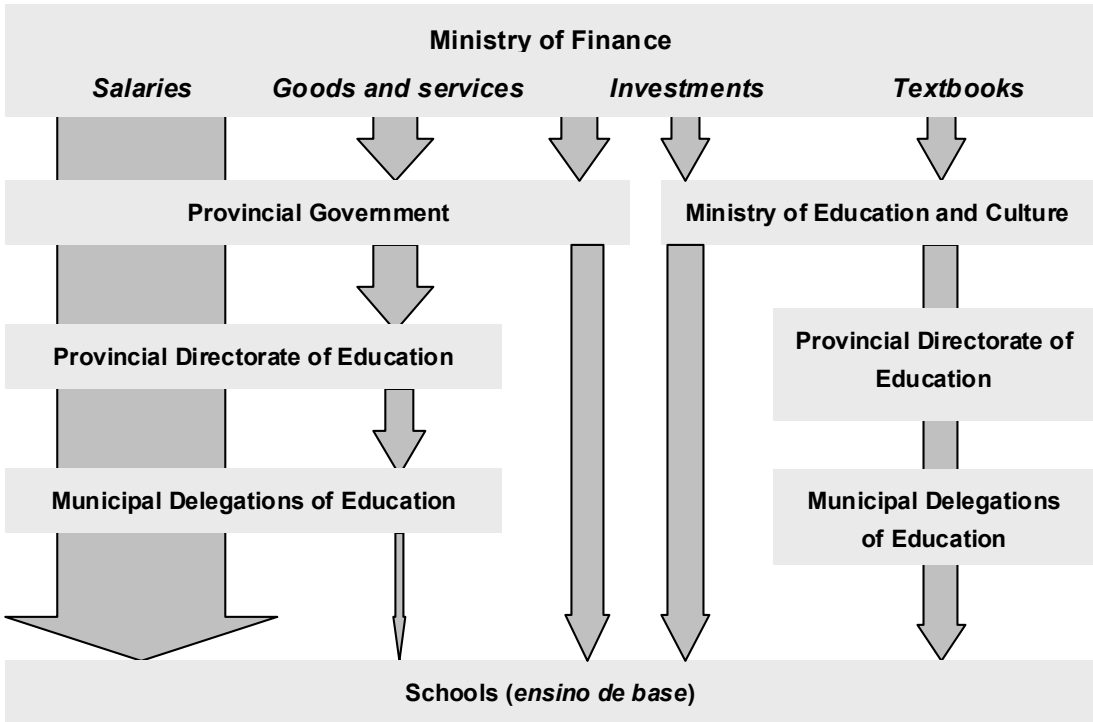 Ministry of Finance
Salaries Goods and services Investments Textbooks
Provincial Government
Ministry of Education and Culture
Provincial Directorate of Education
Provincial Directorate of
Education
Municipal Delegations of Education
Municipal Delegations
of Education
Schools (ensino de base)